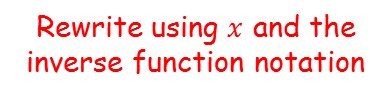 Rewrite using x and the
inverse function notation